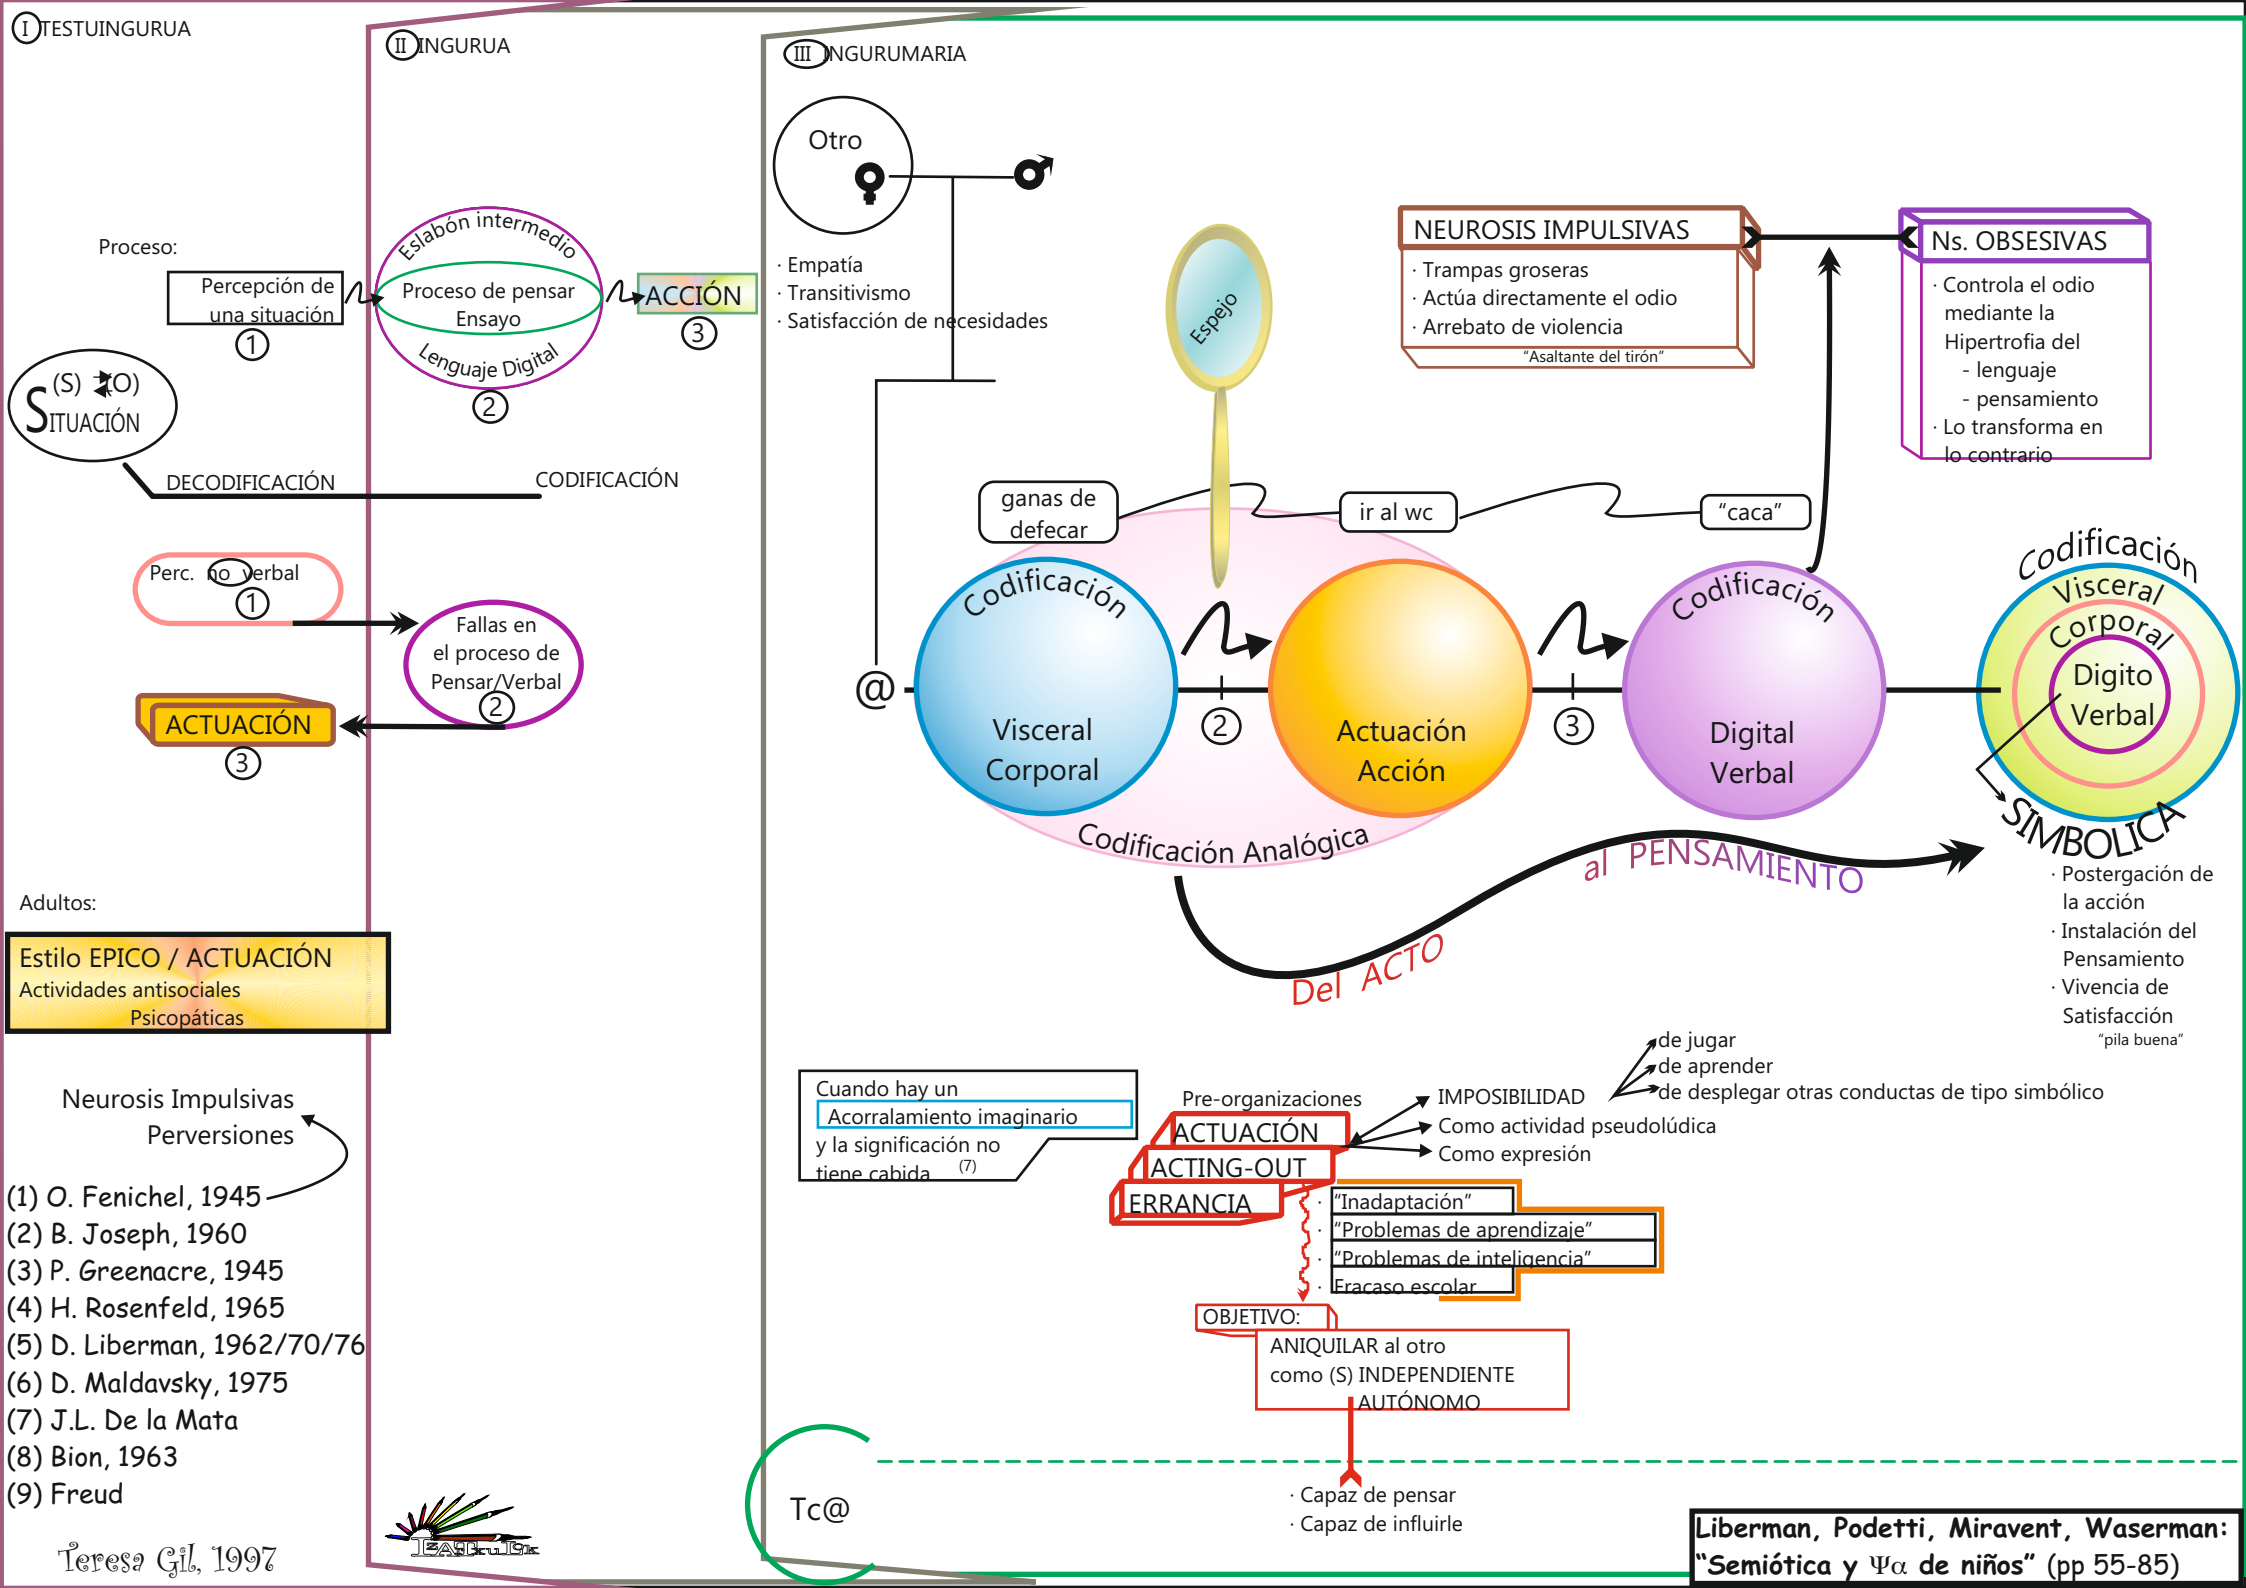 I TESTUINGURUA
II INGURUA
III INGURUMARIA
Proceso:
Percepción de
una situación
1
(S) (O)
SITUACIÓN
Eslabón intermedio
Proceso de pensar
Ensayo
Lenguaje Digital
2
ACCIÓN
3
DECODIFICACIÓN
CODIFICACIÓN
Perc. no verbal
1
Fallas en
el proceso de
Pensar/Verbal
2
ACTUACIÓN
3
Adultos:
Estilo EPICO / ACTUACIÓN
Actividades antisociales
Psicopáticas
Neurosis Impulsivas
Perversiones
(1) O. Fenichel, 1945
(2) B. Joseph, 1960
(3) P. Greenacre, 1945
(4) H. Rosenfeld, 1965
(5) D. Liberman, 1962/70/76
(6) D. Maldavsky, 1975
(7) J.L. De la Mata
(8) Bion, 1963
(9) Freud
Teresa Gil, 1997
Otro
· Empatía
· Transitivismo
· Satisfacción de necesidades
Espejo
NEUROSIS IMPULSIVAS
· Trampas groseras
· Actúa directamente el odio
· Arrebato de violencia
“Asaltante del tirón”
Ns. OBSESIVAS
· Controla el odio
mediante la
Hipertrofia del
- lenguaje
- pensamiento
· Lo transforma en
lo contrario
ganas de
defecar
ir al wc
“caca”
@
Codificación
Visceral
Corporal
2
Actuación
Acción
3
Codificación
Digital
Verbal
Codificación Analógica
Codificación
Visceral
Corporal
Digito
Verbal
SIMBOLICA
Del ACTO
al PENSAMIENTO
· Postergación de
la acción
· Instalación del
Pensamiento
· Vivencia de
Satisfacción
“pila buena”
Cuando hay un
Acorralamiento imaginario
y la significación no
tiene cabida (7)
Pre-organizaciones
ACTUACIÓN
ACTING-OUT
ERRANCIA
IMPOSIBILIDAD
Como actividad pseudolúdica
Como expresión
de jugar
de aprender
de desplegar otras conductas de tipo simbólico
· “Inadaptación”
· “Problemas de aprendizaje”
· “Problemas de inteligencia”
· Fracaso escolar
OBJETIVO:
ANIQUILAR al otro
como (S) INDEPENDIENTE
AUTÓNOMO
Tc@
· Capaz de pensar
· Capaz de influirle
Liberman, Podetti, Miravent, Waserman:
“Semiótica y Ψα de niños” (pp 55-85)